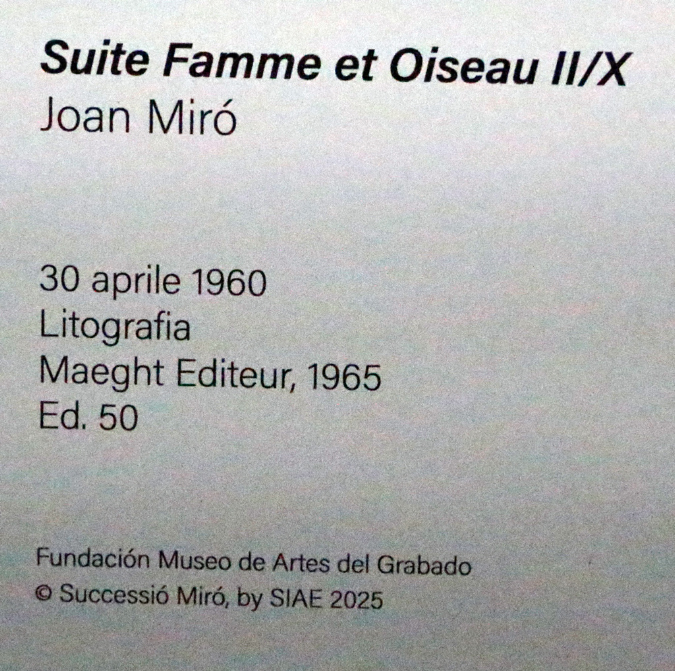 Suite Famme et Oiseau II/X
Joan Miró
30 aprile 1960
Litografia
Maeght Editeur, 1965
Ed. 50
Fundación Museo de Artes del Grabado
© Successió Miró, by SIAE 2025